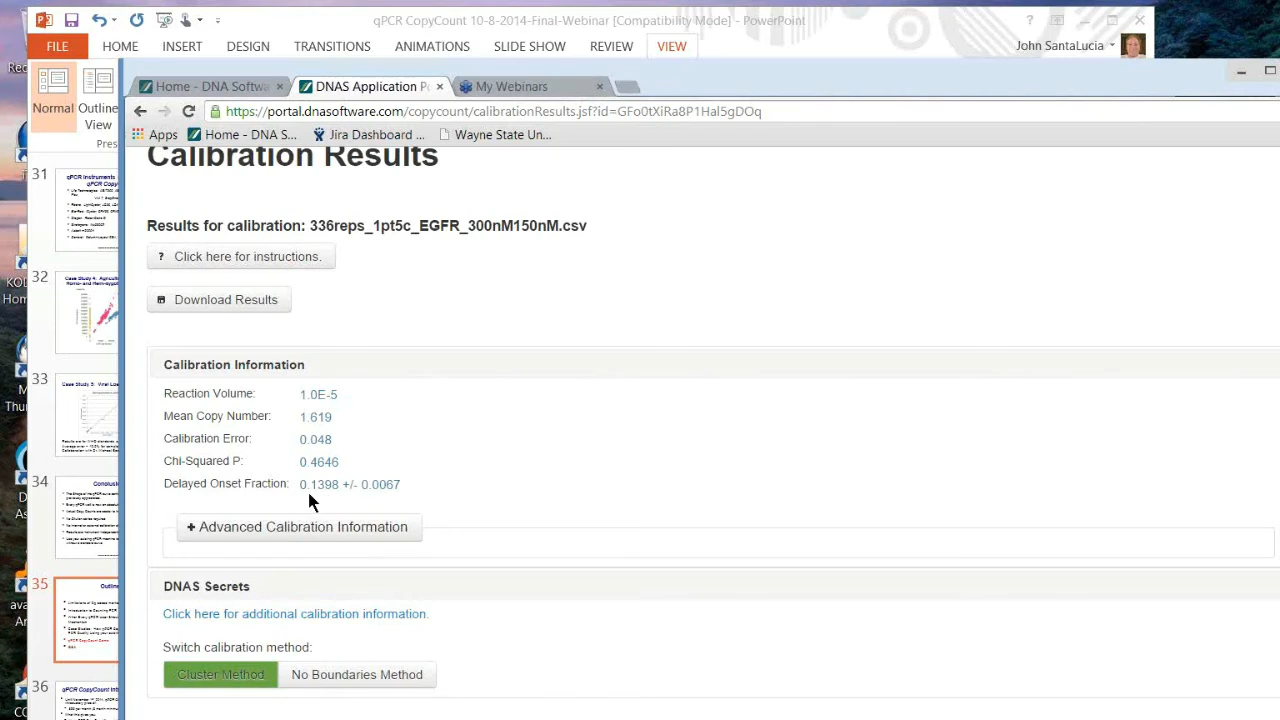 qPCR CopyCount 10-8-2014-Final-Webinar [Compatibility Mode] - PowerPoint
FILE HOME INSERT DESIGN TRANSITIONS ANIMATIONS SLIDE SHOW REVIEW VIEW John SantaLucia
Home - DNA Softwa DNAS Application Po My Webinars
Normal
Outline
View
https://portal.dnasoftware.com/copycount/calibrationResults.jsf?id=GFo0tXiRa8P1Hal5gDOq
Apps Home - DNA S... Jira Dashboard ... Wayne State Un...
Calibration Results
Results for calibration: 336reps_1pt5c_EGFR_300nM150nM.csv
? Click here for instructions.
Download Results
Calibration Information
Reaction Volume: 1.0E-5
Mean Copy Number: 1.619
Calibration Error: 0.048
Chi-Squared P: 0.4646
Delayed Onset Fraction: 0.1398 +/- 0.0067
+ Advanced Calibration Information
DNAS Secrets
Click here for additional calibration information.
Switch calibration method:
Cluster Method No Boundaries Method
31
qPCR Instruments
32
33
34
35
36